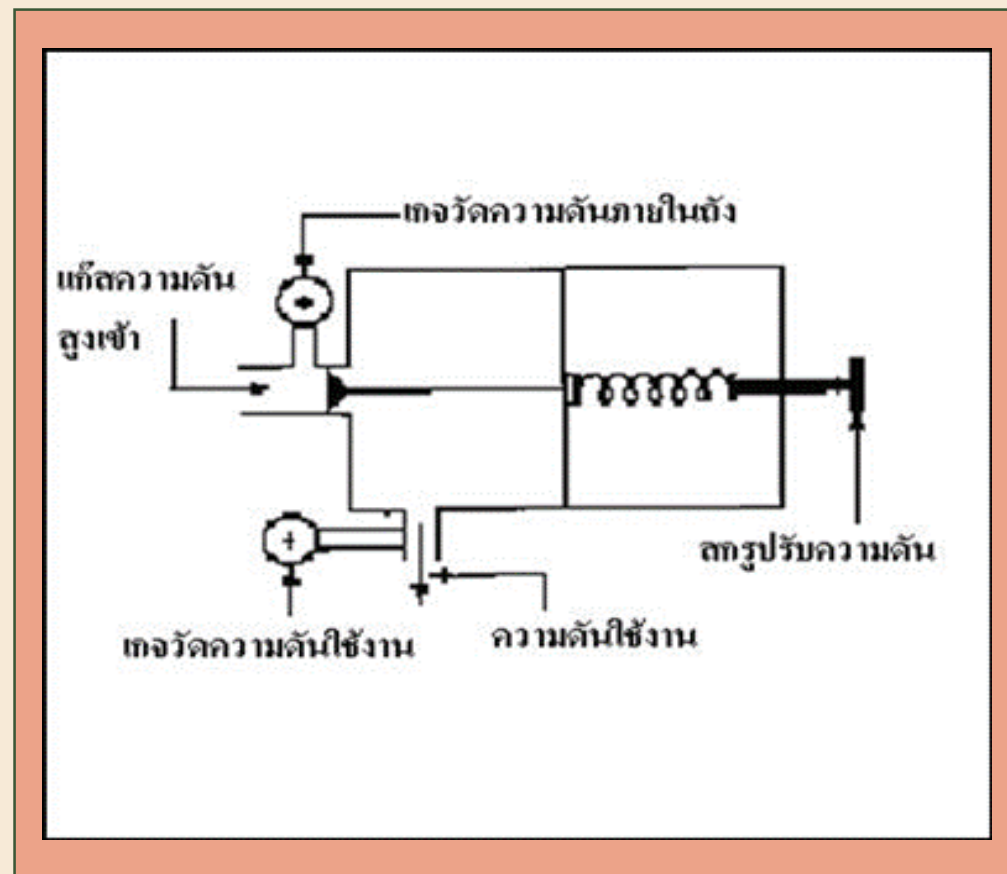 เกจวัดความดันภายในถัง
แก๊สความดัน
สูงเข้า
สกรูปรับความดัน
เกจวัดความดันใช้งาน
ความดันใช้งาน